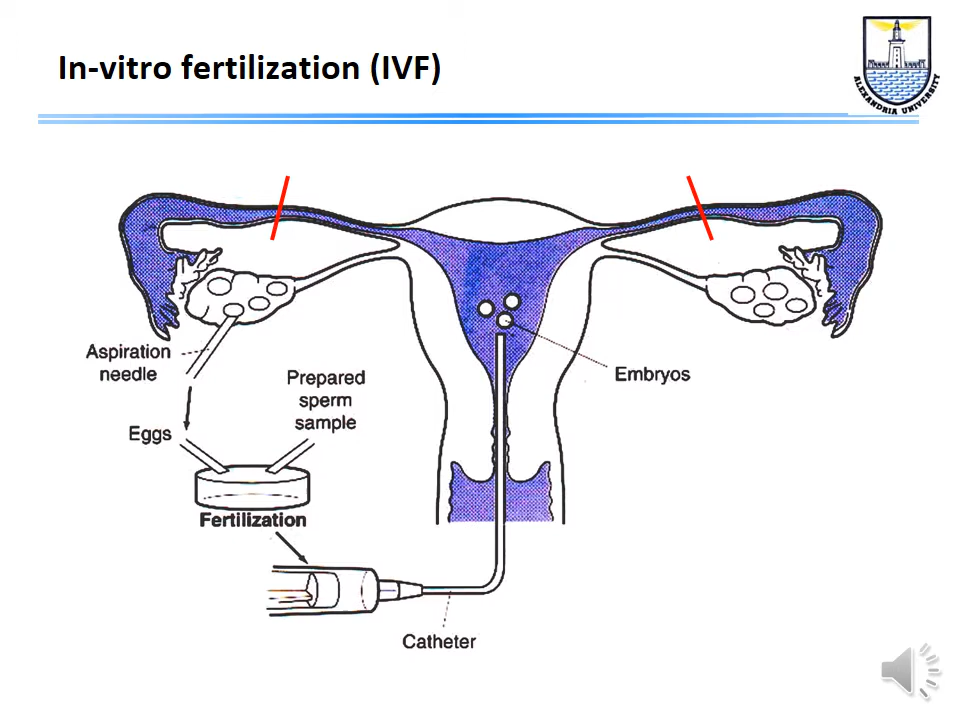 In-vitro fertilization (IVF)
ALEXANDRIA UNIVERSITY
Aspiration
needle
Prepared
sperm
sample
Embryos
Eggs
Fertilization
Catheter